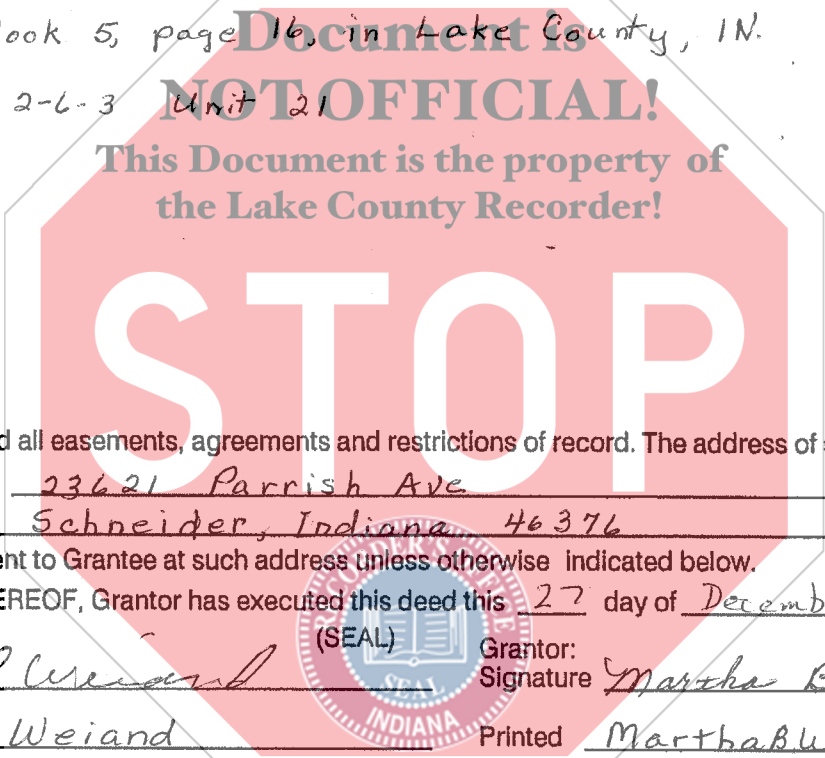 ook 5, page 16, in Lake County, IN.
Document is
2-6-3 Unit 21
NOT OFFICIAL!
This Document is the property of
the Lake County Recorder!
STOP
d all easements, agreements and restrictions of record. The address of
23621 Parrish Ave
Schneider, Indiana 46376
ent to Grantee at such address unless otherwise indicated below.
EREOF, Grantor has executed this deed this 27 day of Decemb
(SEAL)
Grantor:
Signature Martha B
Weiand
Printed Martha B W
RECORDER'S OFFICE
SEAL
INDIANA